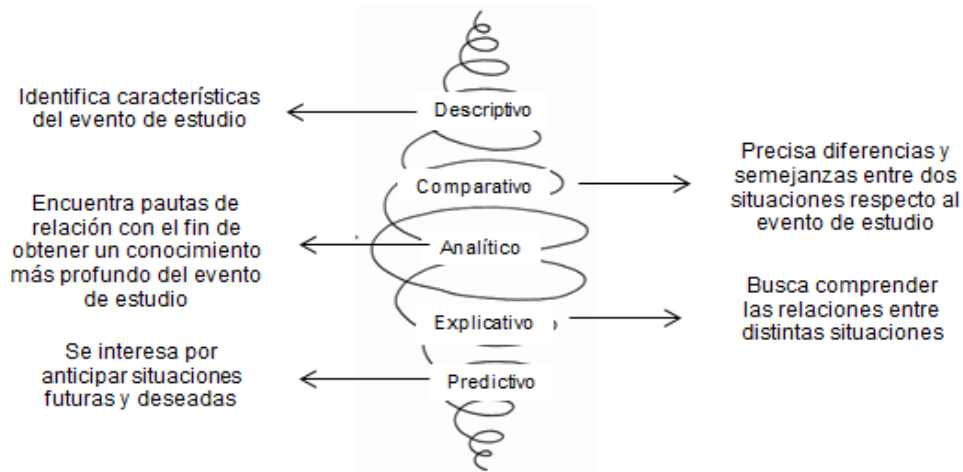 Identifica características
del evento de estudio
Descriptivo
Comparativo
Precisa diferencias y
semejanzas entre dos
situaciones respecto al
evento de estudio
Encuentra pautas de
relación con el fin de
obtener un conocimiento
más profundo del evento
de estudio
Analítico
Explicativo
Busca comprender
las relaciones entre
distintas situaciones
Se interesa por
anticipar situaciones
futuras y deseadas
Predictivo